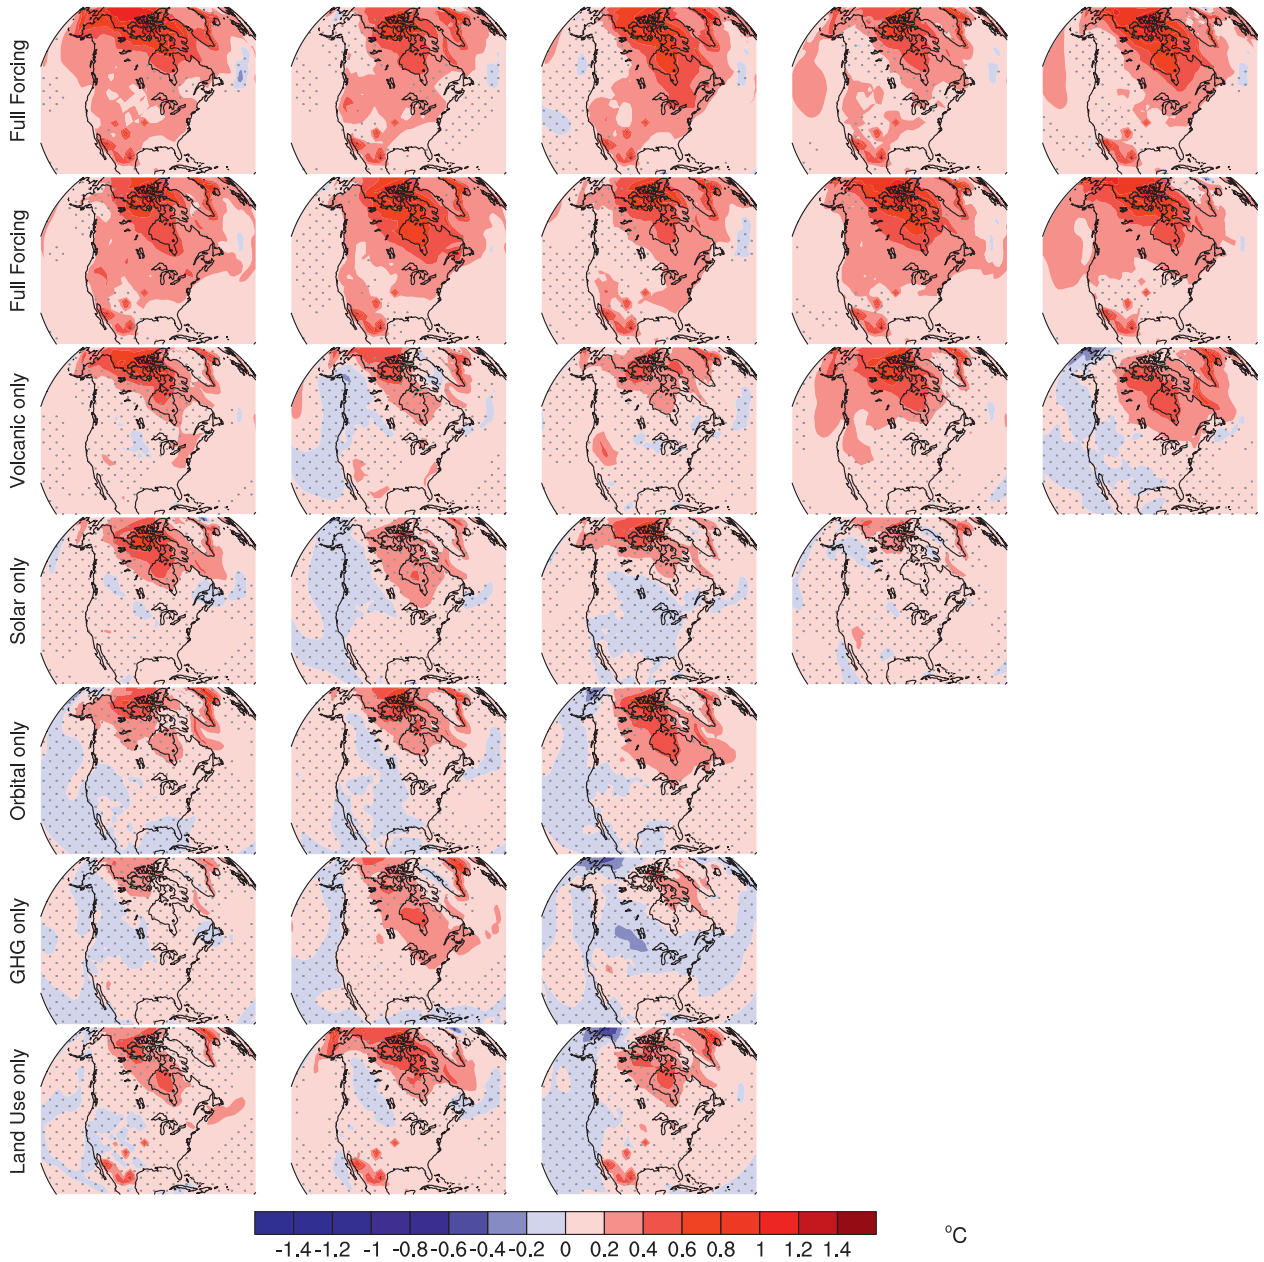 Full Forcing
Full Forcing
Volcanic only
Solar only
Orbital only
GHG only
Land Use only
-1.4 -1.2 -1 -0.8 -0.6 -0.4 -0.2 0 0.2 0.4 0.6 0.8 1 1.2 1.4 °C